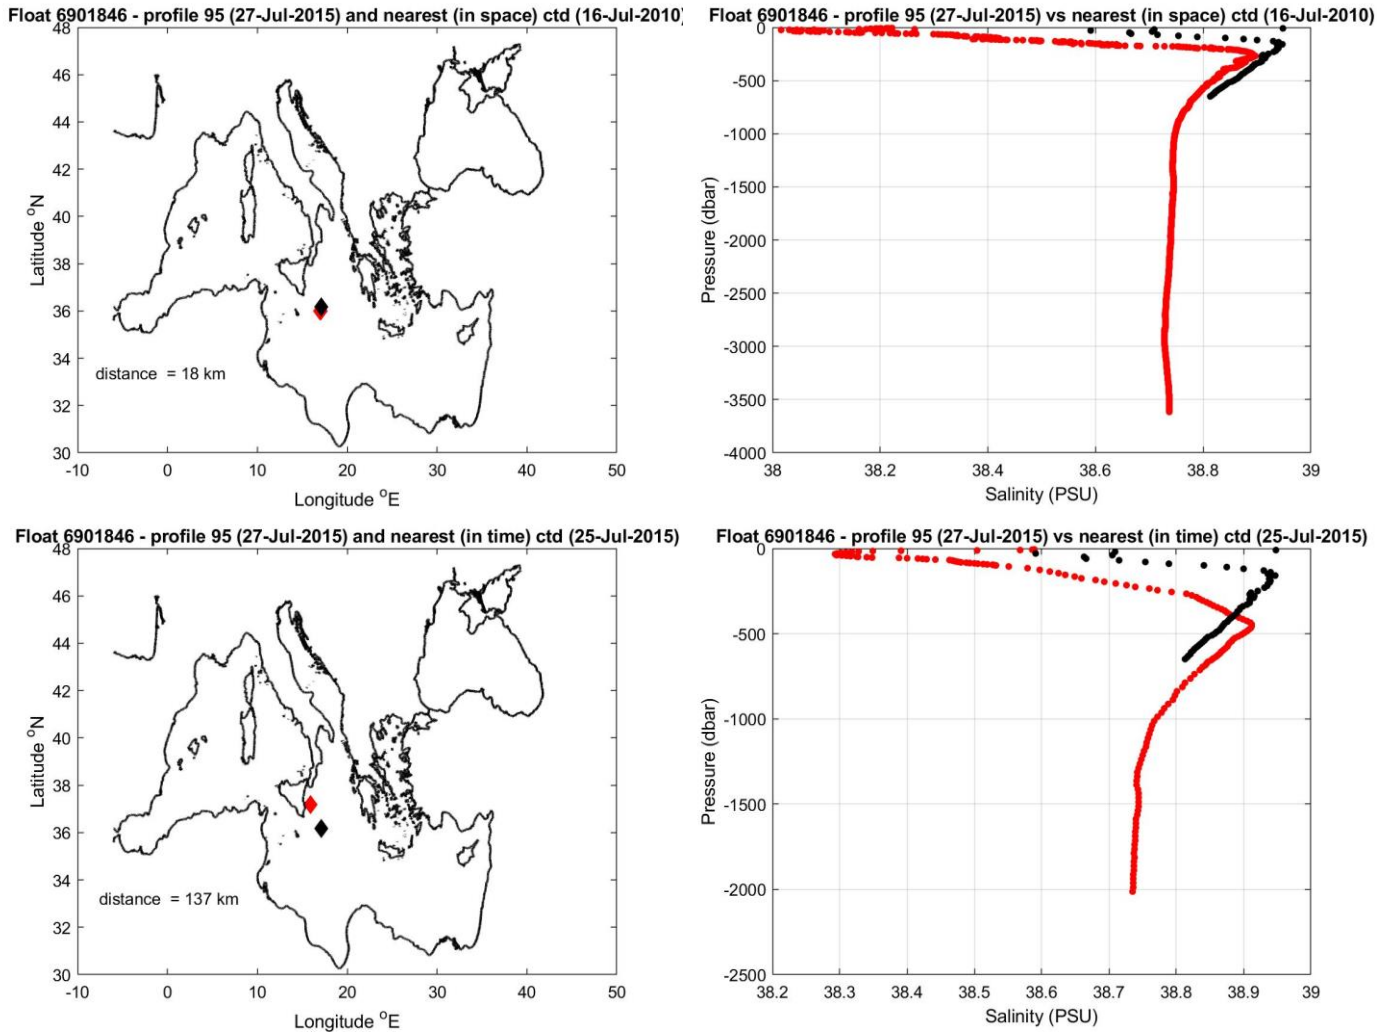 Float 6901846 - profile 95 (27-Jul-2015) and nearest (in space) ctd (16-Jul-2010)
48
46
44
42
40
38
36
34
32
30
Latitude °N
distance = 18 km
-10 0 10 20 30 40 50
Longitude °E
Float 6901846 - profile 95 (27-Jul-2015) vs nearest (in space) ctd (16-Jul-2010)
0
-500
-1000
-1500
-2000
-2500
-3000
-3500
-4000
Pressure (dbar)
38 38.2 38.4 38.6 38.8 39
Salinity (PSU)
Float 6901846 - profile 95 (27-Jul-2015) and nearest (in time) ctd (25-Jul-2015)
48
46
44
42
40
38
36
34
32
30
Latitude °N
distance = 137 km
-10 0 10 20 30 40 50
Longitude °E
Float 6901846 - profile 95 (27-Jul-2015) vs nearest (in time) ctd (25-Jul-2015)
0
-500
-1000
-1500
-2000
-2500
Pressure (dbar)
38.2 38.3 38.4 38.5 38.6 38.7 38.8 38.9 39
Salinity (PSU)